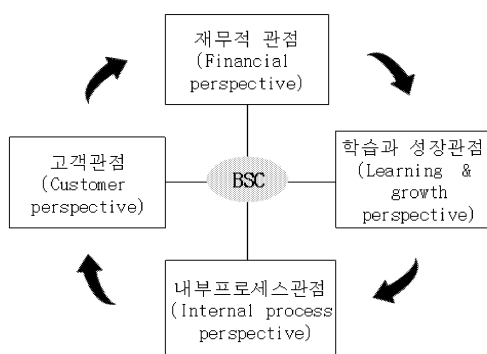 재무적 관점
(Financial
perspective)
고객관점
(Customer
perspective)
BSC
학습과 성장관점
(Learning &
growth
perspective)
내부프로세스관점
(Internal process
perspective)